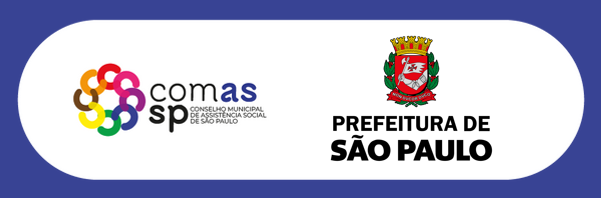 comas
sp
CONSELHO MUNICIPAL
DE ASSISTÊNCIA SOCIAL
DE SÃO PAULO
PREFEITURA DE
SÃO PAULO